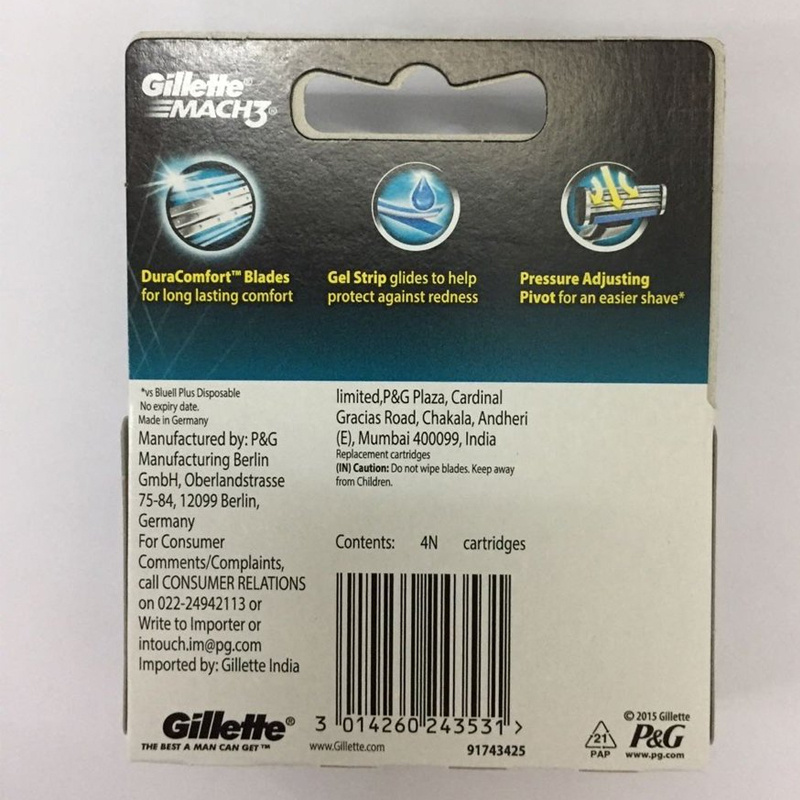 Gillette®
MACH3®
DuraComfort™ Blades
for long lasting comfort
Gel Strip glides to help
protect against redness
Pressure Adjusting
Pivot for an easier shave*
*vs BlueII Plus Disposable
No expiry date.
Made in Germany
Manufactured by: P&G
Manufacturing Berlin
GmbH, Oberlandstrasse
75-84, 12099 Berlin,
Germany
For Consumer
Comments/Complaints,
call CONSUMER RELATIONS
on 022-24942113 or
Write to Importer or
intouch.im@pg.com
Imported by: Gillette India
limited,P&G Plaza, Cardinal
Gracias Road, Chakala, Andheri
(E), Mumbai 400099, India
Replacement cartridges
(IN) Caution: Do not wipe blades. Keep away
from Children.
Contents: 4N cartridges
3 014260 243531 >
Gillette®
THE BEST A MAN CAN GET™
www.Gillette.com
91743425
21
PAP
© 2015 Gillette
P&G
www.pg.com